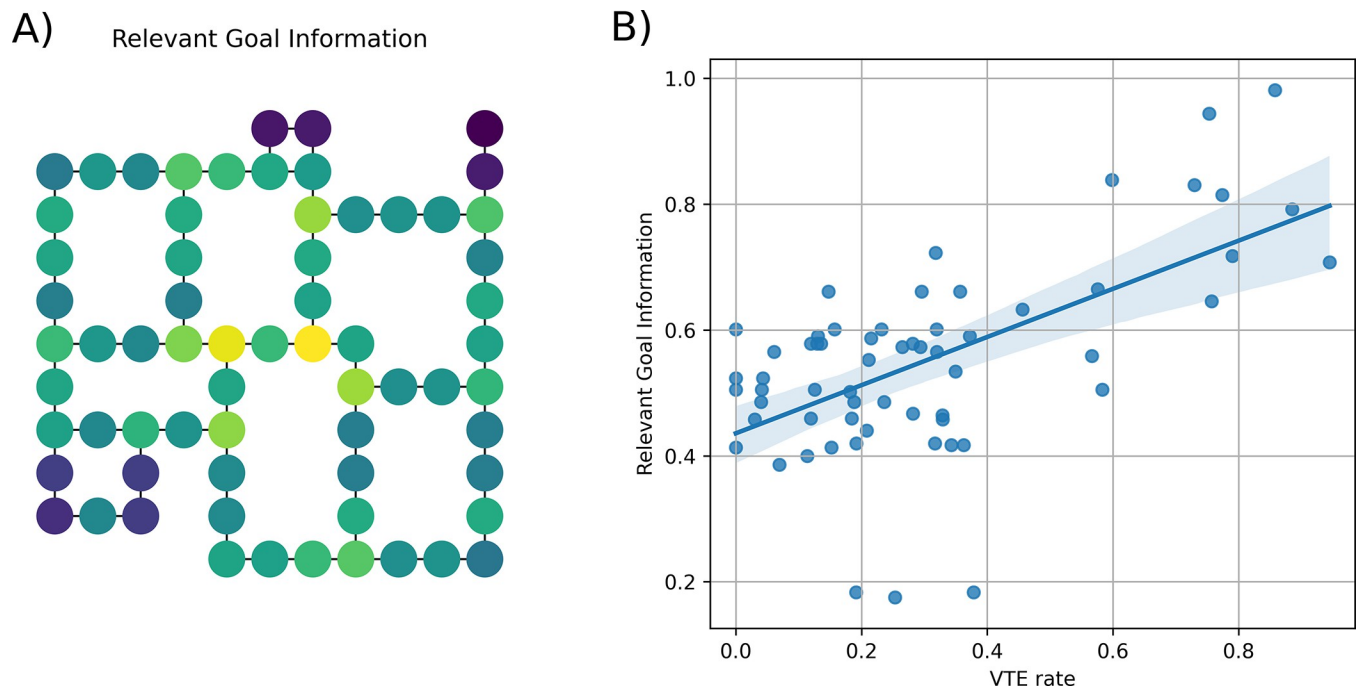 A)
Relevant Goal Information
B)
1.0
0.8
0.6
0.4
0.2
Relevant Goal Information
0.0 0.2 0.4 0.6 0.8
VTE rate